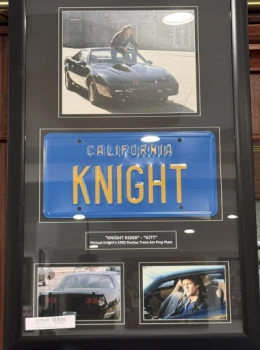 CALIFORNIA
KNIGHT
"KNIGHT RIDER" - "KITT"
Michael Knight's 1982 Pontiac Trans Am Prop Plate